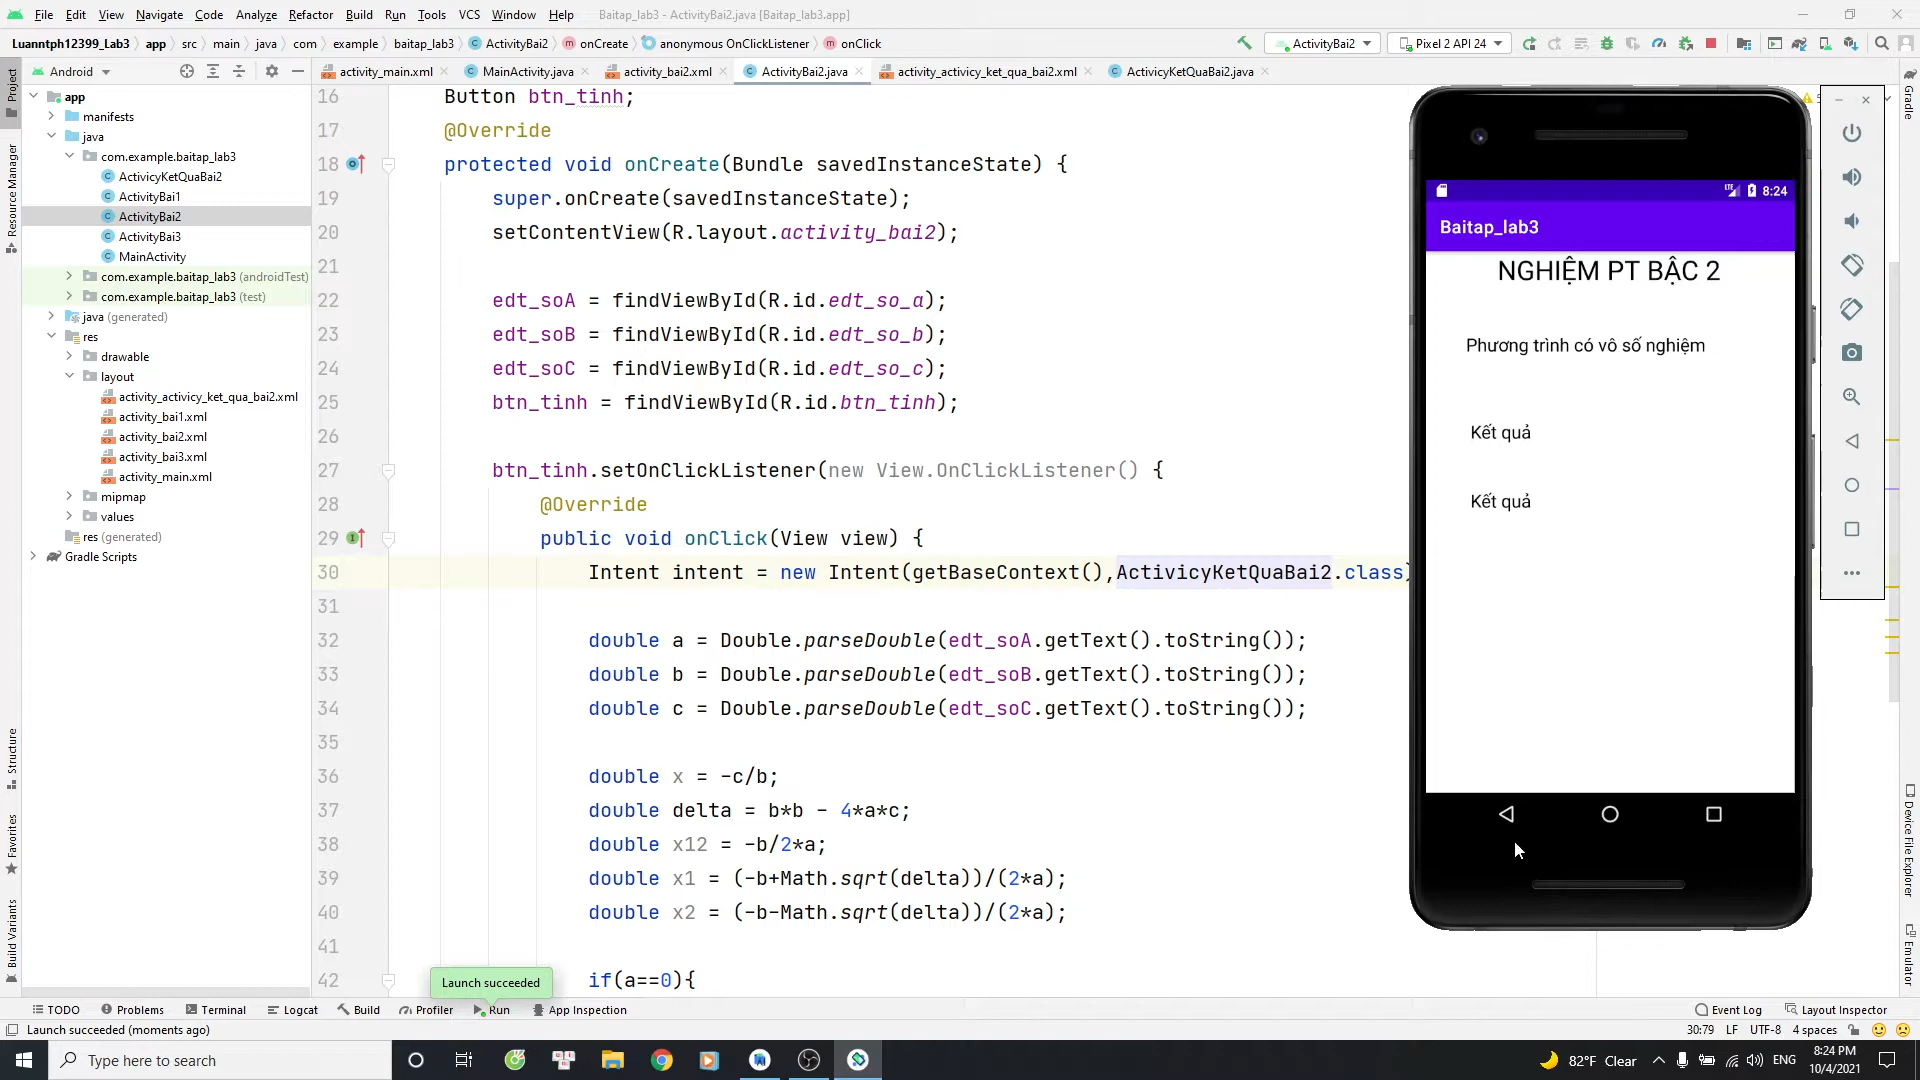 File Edit View Navigate Code Analyze Refactor Build Run Tools VCS Window Help Baitap_lab3 - ActivityBai2.java [Baitap_lab3.app]
Luanntph12399_Lab3 app src main java com example baitap_lab3 ActivityBai2 onCreate anonymous OnClickListener onClick
ActivityBai2 Pixel 2 API 24
Android
activity_main.xml MainActivity.java activity_bai2.xml ActivityBai2.java activity_activicy_ket_qua_bai2.xml ActivicyKetQuaBai2.java
Project
Resource Manager
Structure
Favorites
Build Variants
app
manifests
java
com.example.baitap_lab3
ActivicyKetQuaBai2
ActivityBai1
ActivityBai2
ActivityBai3
MainActivity
com.example.baitap_lab3 (androidTest)
com.example.baitap_lab3 (test)
java (generated)
res
drawable
layout
activity_activicy_ket_qua_bai2.xml
activity_bai1.xml
activity_bai2.xml
activity_bai3.xml
activity_main.xml
mipmap
values
res (generated)
Gradle Scripts
16 Button btn_tinh;
17 @Override
18 protected void onCreate(Bundle savedInstanceState) {
19 super.onCreate(savedInstanceState);
20 setContentView(R.layout.activity_bai2);
21
22 edt_soA = findViewById(R.id.edt_so_a);
23 edt_soB = findViewById(R.id.edt_so_b);
24 edt_soC = findViewById(R.id.edt_so_c);
25 btn_tinh = findViewById(R.id.btn_tinh);
26
27 btn_tinh.setOnClickListener(new View.OnClickListener() {
28 @Override
29 public void onClick(View view) {
30 Intent intent = new Intent(getBaseContext(),ActivicyKetQuaBai2.class)
31
32 double a = Double.parseDouble(edt_soA.getText().toString());
33 double b = Double.parseDouble(edt_soB.getText().toString());
34 double c = Double.parseDouble(edt_soC.getText().toString());
35
36 double x = -c/b;
37 double delta = b*b - 4*a*c;
38 double x12 = -b/2*a;
39 double x1 = (-b+Math.sqrt(delta))/(2*a);
40 double x2 = (-b-Math.sqrt(delta))/(2*a);
41
42 if(a==0){
Launch succeeded
LTE 8:24
Baitap_lab3
NGHIỆM PT BẬC 2
Phương trình có vô số nghiệm
Kết quả
Kết quả
Gradle
Device File Explorer
Emulator
TODO Problems Terminal Logcat Build Profiler Run App Inspection Event Log Layout Inspector
Launch succeeded (moments ago) 30:79 LF UTF-8 4 spaces
Type here to search
82°F Clear ENG
8:24 PM
10/4/2021